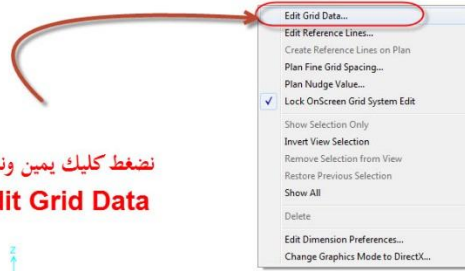 Edit Grid Data...
Edit Reference Lines...
Create Reference Lines on Plan
Plan Fine Grid Spacing...
Plan Nudge Value...
Lock OnScreen Grid System Edit
Show Selection Only
Invert View Selection
Remove Selection from View
Restore Previous Selection
Show All
Delete
Edit Dimension Preferences...
Change Graphics Mode to DirectX...
نضغط كليك يمين
Grid Data
Z